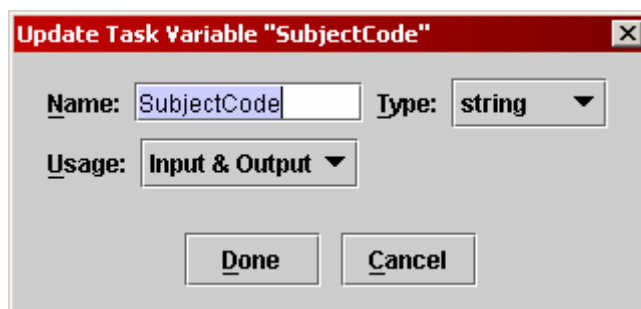 Update Task Variable "SubjectCode"
Name: SubjectCode Type: string
Usage: Input & Output
Done Cancel